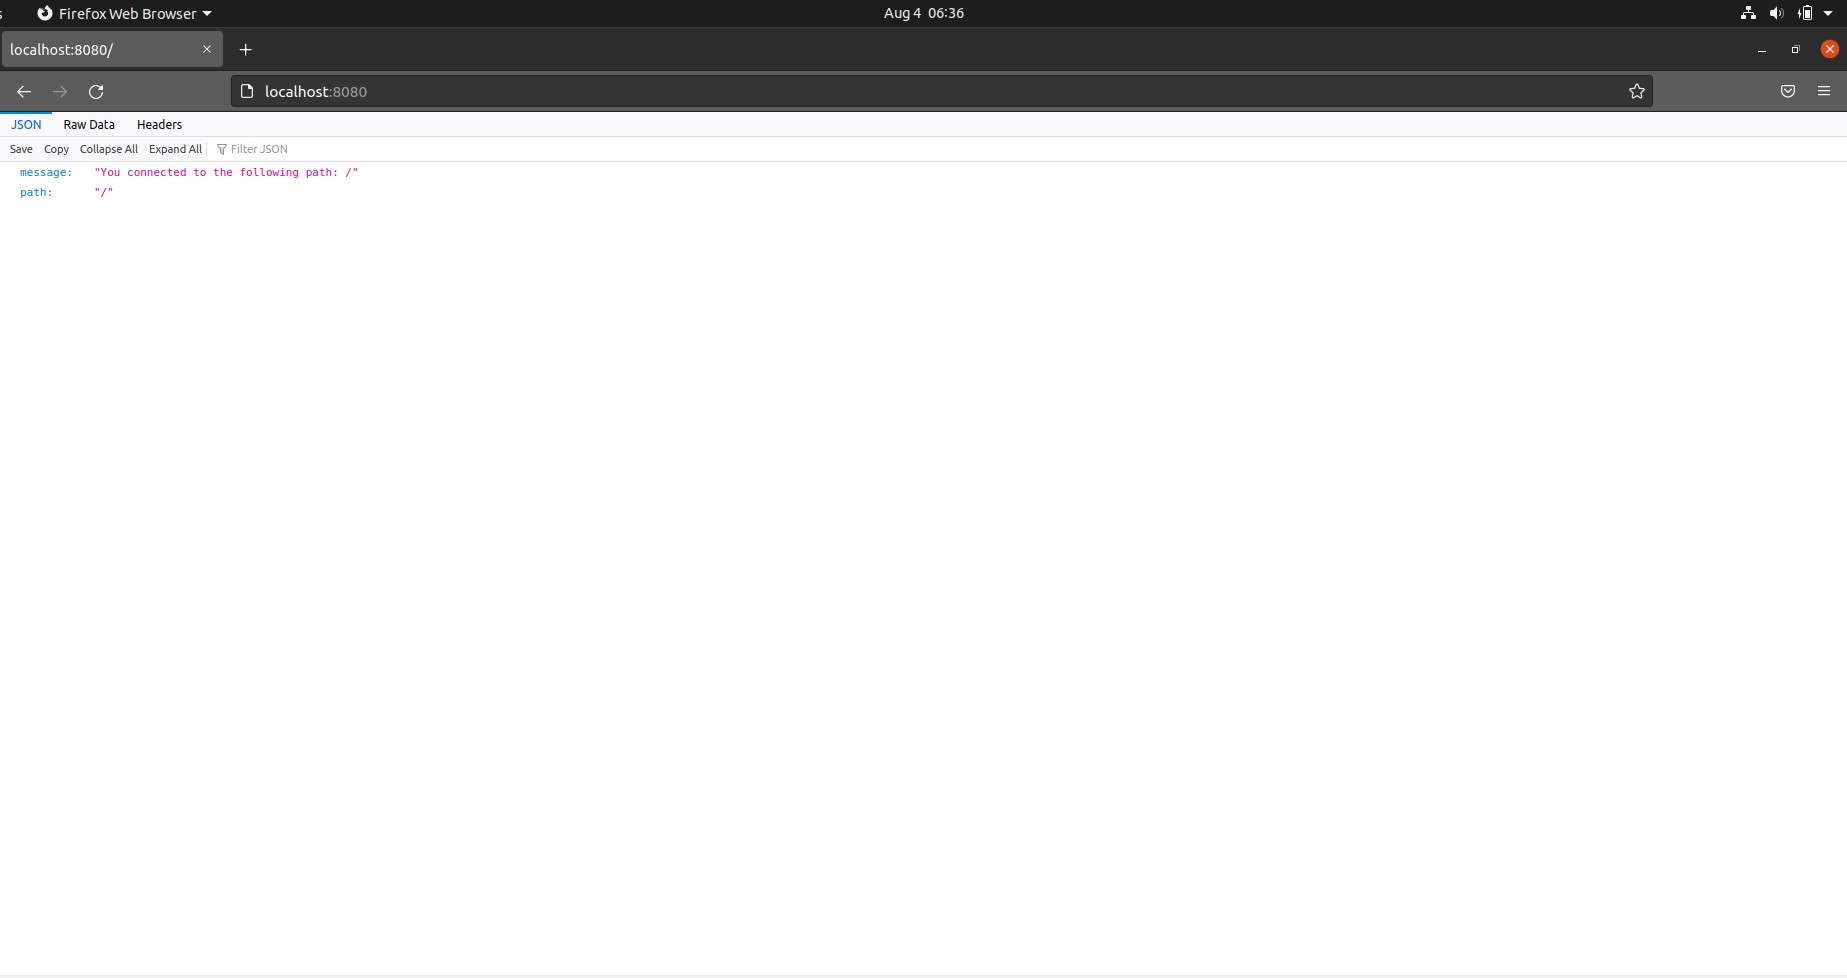 Firefox Web Browser Aug 4 06:36
localhost:8080/
localhost:8080
JSON Raw Data Headers
Save Copy Collapse All Expand All Filter JSON
message: "You connected to the following path: /"
path: "/"